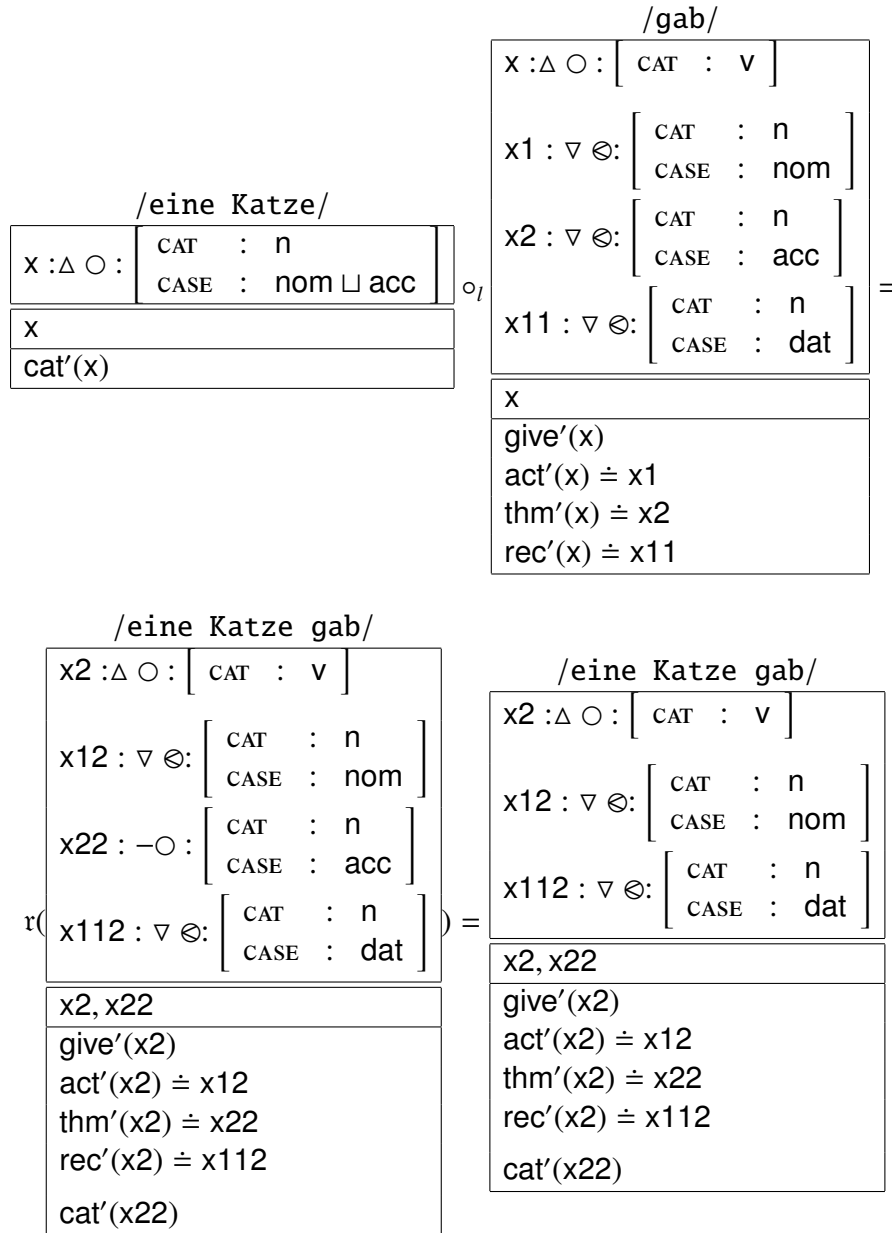 /gab/
x :△ ○ : [ CAT : v ]
x1 : ▽ ⧀: [ CAT : n
CASE : nom ]
x2 : ▽ ⧀: [ CAT : n
CASE : acc ]
x11 : ▽ ⧀: [ CAT : n
CASE : dat ]
x
give′(x)
act′(x) ≐ x1
thm′(x) ≐ x2
rec′(x) ≐ x11
/eine Katze/
x :△ ○ : [ CAT : n
CASE : nom ⊔ acc ]
x
cat′(x)
∘l
=
/eine Katze gab/
r(
x2 :△ ○ : [ CAT : v ]
x12 : ▽ ⧀: [ CAT : n
CASE : nom ]
x22 : −○ : [ CAT : n
CASE : acc ]
x112 : ▽ ⧀: [ CAT : n
CASE : dat ]
x2, x22
give′(x2)
act′(x2) ≐ x12
thm′(x2) ≐ x22
rec′(x2) ≐ x112
cat′(x22)
) =
/eine Katze gab/
x2 :△ ○ : [ CAT : v ]
x12 : ▽ ⧀: [ CAT : n
CASE : nom ]
x112 : ▽ ⧀: [ CAT : n
CASE : dat ]
x2, x22
give′(x2)
act′(x2) ≐ x12
thm′(x2) ≐ x22
rec′(x2) ≐ x112
cat′(x22)